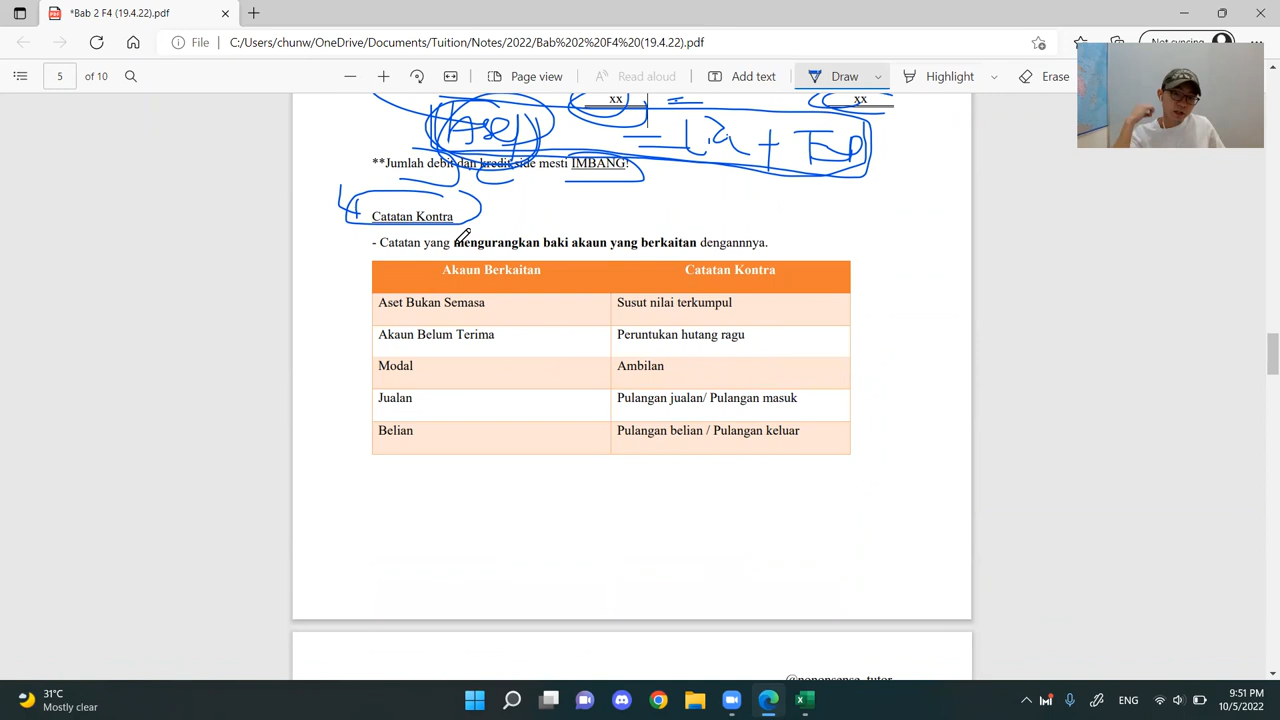 *Bab 2 F4 (19.4.22).pdf
File
C:/Users/chunw/OneDrive/Documents/Tuition/Notes/2022/Bab%202%20F4%20(19.4.22).pdf
Not syncing
5 of 10
Page view
Read aloud
Add text
Draw
Highlight
Erase
xx
xx
**Jumlah debit dan kredit side mesti IMBANG!
Catatan Kontra
- Catatan yang mengurangkan baki akaun yang berkaitan dengannnya.
Akaun Berkaitan Catatan Kontra
Aset Bukan Semasa Susut nilai terkumpul
Akaun Belum Terima Peruntukan hutang ragu
Modal Ambilan
Jualan Pulangan jualan/ Pulangan masuk
Belian Pulangan belian / Pulangan keluar
@nononsense_tutor
31°C
Mostly clear
ENG
9:51 PM
10/5/2022